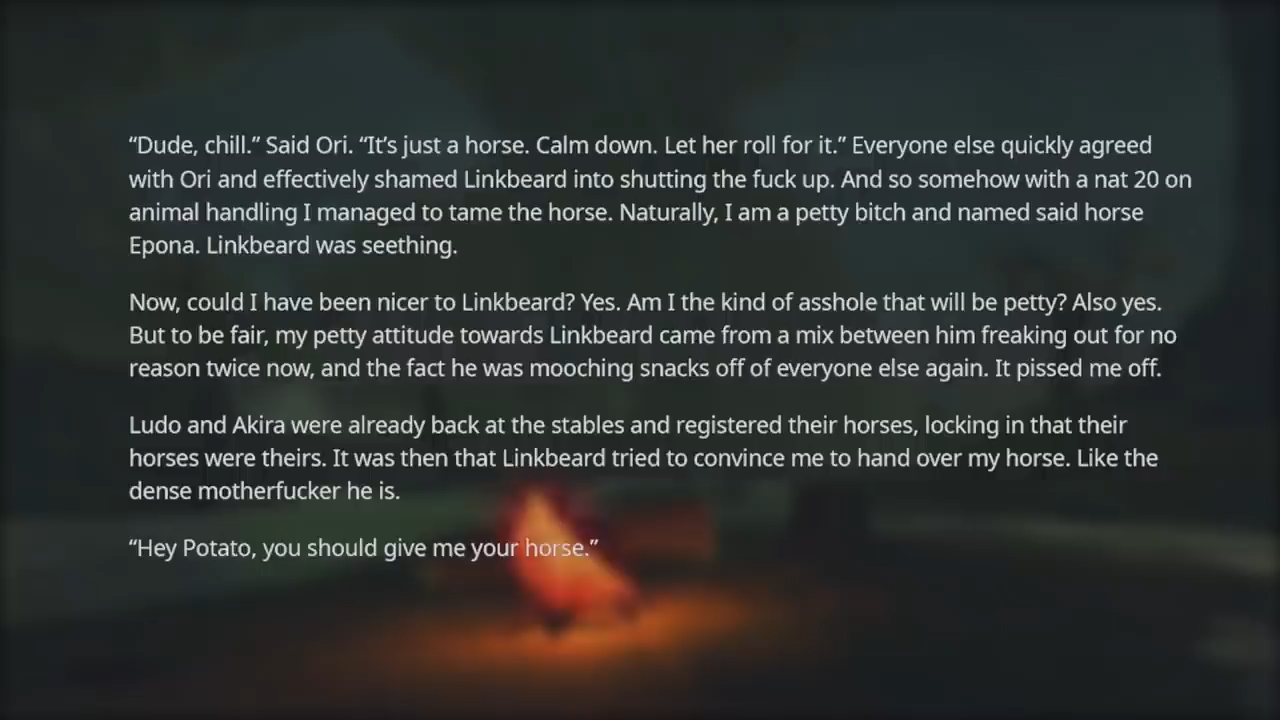 “Dude, chill.” Said Ori. “It’s just a horse. Calm down. Let her roll for it.” Everyone else quickly agreed
with Ori and effectively shamed Linkbeard into shutting the fuck up. And so somehow with a nat 20 on
animal handling I managed to tame the horse. Naturally, I am a petty bitch and named said horse
Epona. Linkbeard was seething.
Now, could I have been nicer to Linkbeard? Yes. Am I the kind of asshole that will be petty? Also yes.
But to be fair, my petty attitude towards Linkbeard came from a mix between him freaking out for no
reason twice now, and the fact he was mooching snacks off of everyone else again. It pissed me off.
Ludo and Akira were already back at the stables and registered their horses, locking in that their
horses were theirs. It was then that Linkbeard tried to convince me to hand over my horse. Like the
dense motherfucker he is.
“Hey Potato, you should give me your horse.”